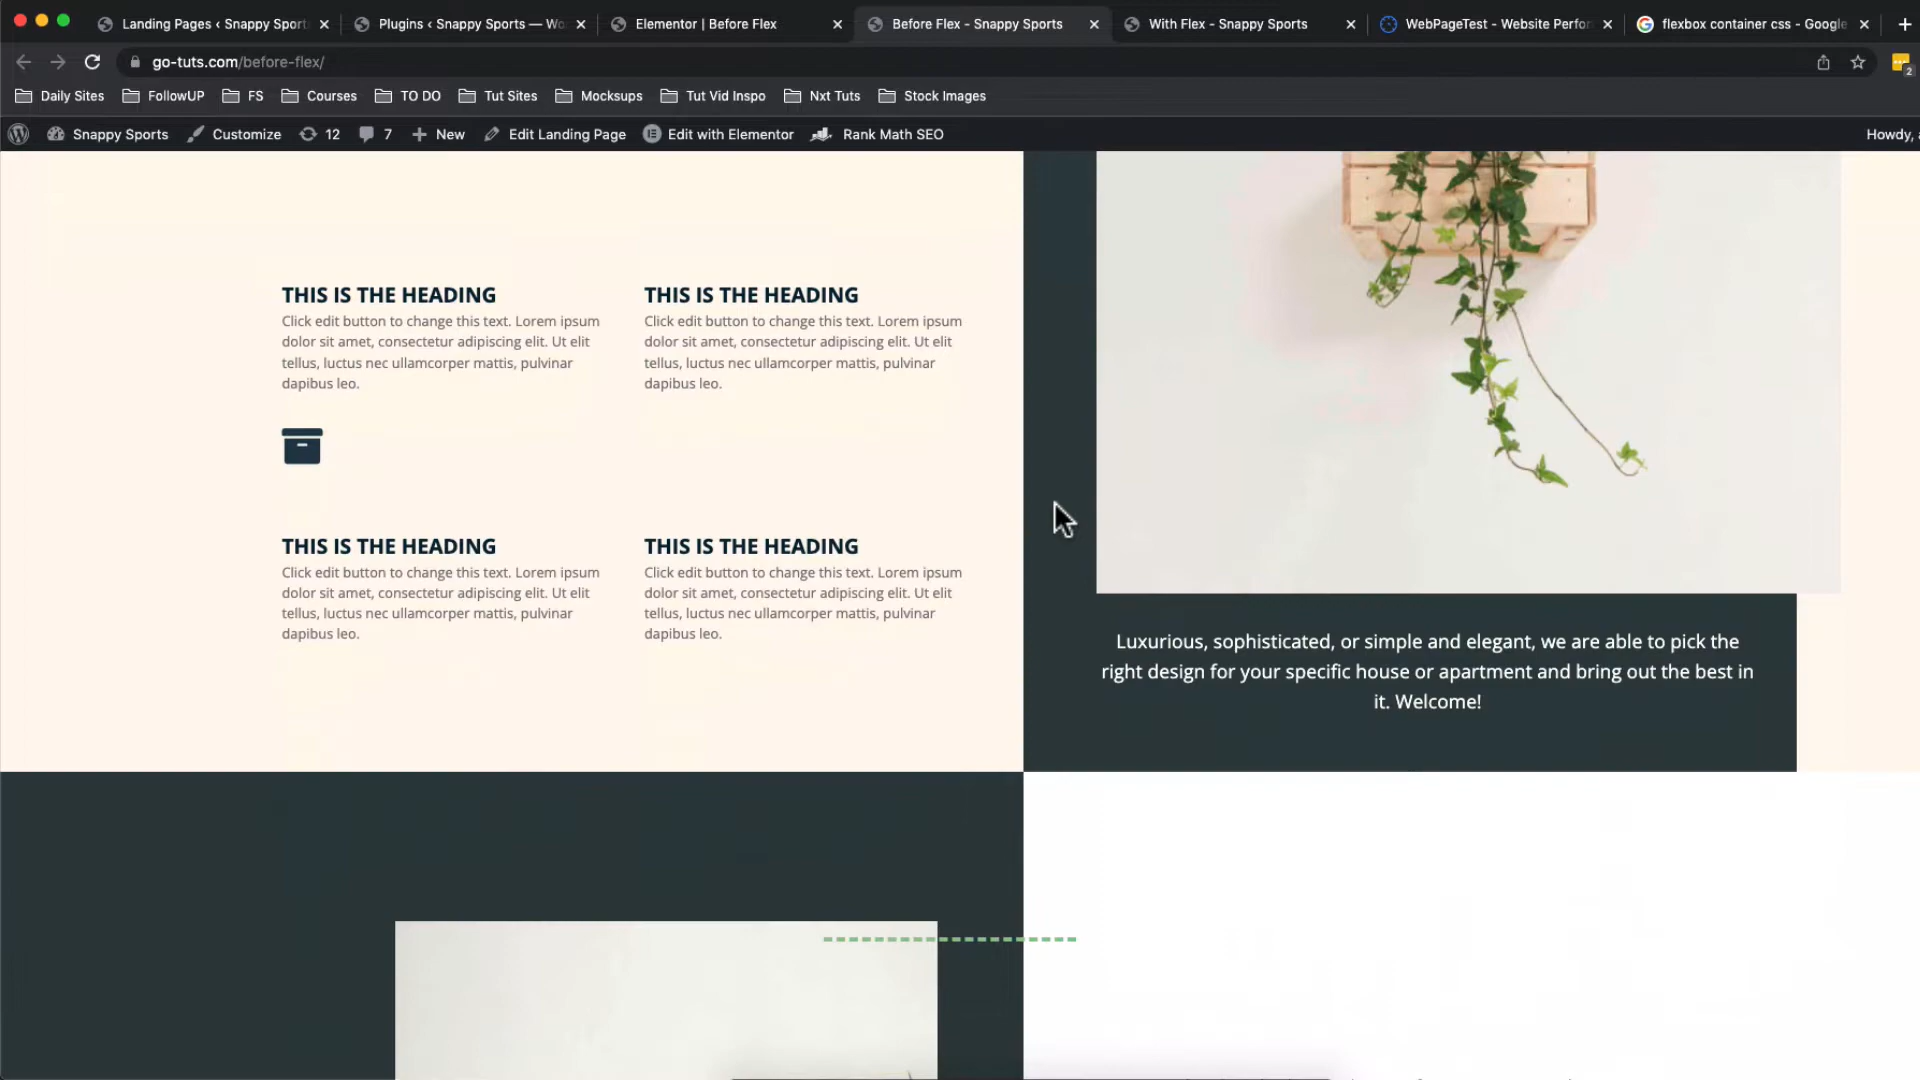 Landing Pages ‹ Snappy Sport
Plugins ‹ Snappy Sports — Wo
Elementor | Before Flex
Before Flex - Snappy Sports
With Flex - Snappy Sports
WebPageTest - Website Perfor
flexbox container css - Google
go-tuts.com/before-flex/
2
Daily Sites
FollowUP
FS
Courses
TO DO
Tut Sites
Mocksups
Tut Vid Inspo
Nxt Tuts
Stock Images
Snappy Sports
Customize
12
7
New
Edit Landing Page
Edit with Elementor
Rank Math SEO
Howdy,
THIS IS THE HEADING
Click edit button to change this text. Lorem ipsum
dolor sit amet, consectetur adipiscing elit. Ut elit
tellus, luctus nec ullamcorper mattis, pulvinar
dapibus leo.
THIS IS THE HEADING
Click edit button to change this text. Lorem ipsum
dolor sit amet, consectetur adipiscing elit. Ut elit
tellus, luctus nec ullamcorper mattis, pulvinar
dapibus leo.
THIS IS THE HEADING
Click edit button to change this text. Lorem ipsum
dolor sit amet, consectetur adipiscing elit. Ut elit
tellus, luctus nec ullamcorper mattis, pulvinar
dapibus leo.
THIS IS THE HEADING
Click edit button to change this text. Lorem ipsum
dolor sit amet, consectetur adipiscing elit. Ut elit
tellus, luctus nec ullamcorper mattis, pulvinar
dapibus leo.
Luxurious, sophisticated, or simple and elegant, we are able to pick the
right design for your specific house or apartment and bring out the best in
it. Welcome!